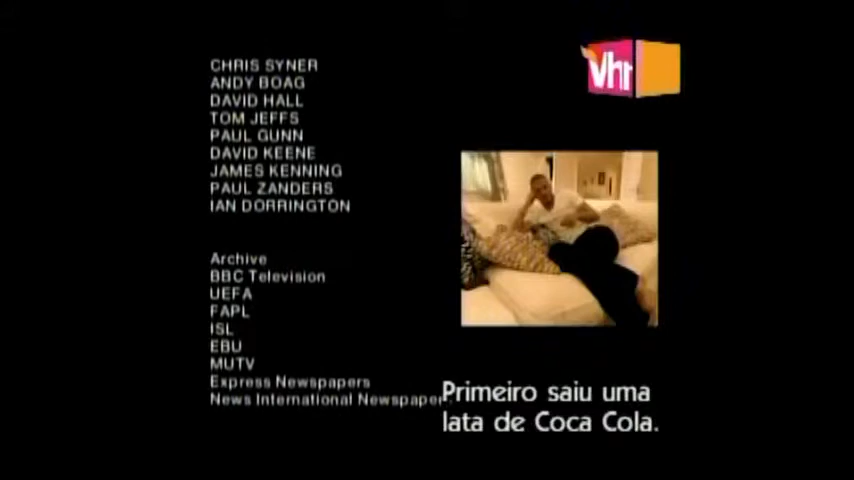 CHRIS SYNER
ANDY BOAG
DAVID HALL
TOM JEFFS
PAUL GUNN
DAVID KEENE
JAMES KENNING
PAUL ZANDERS
IAN DORRINGTON
Archive
BBC Television
UEFA
FAPL
ISL
EBU
MUTV
Express Newspapers
News International Newspaper
Vh1
Primeiro saiu uma
lata de Coca Cola.